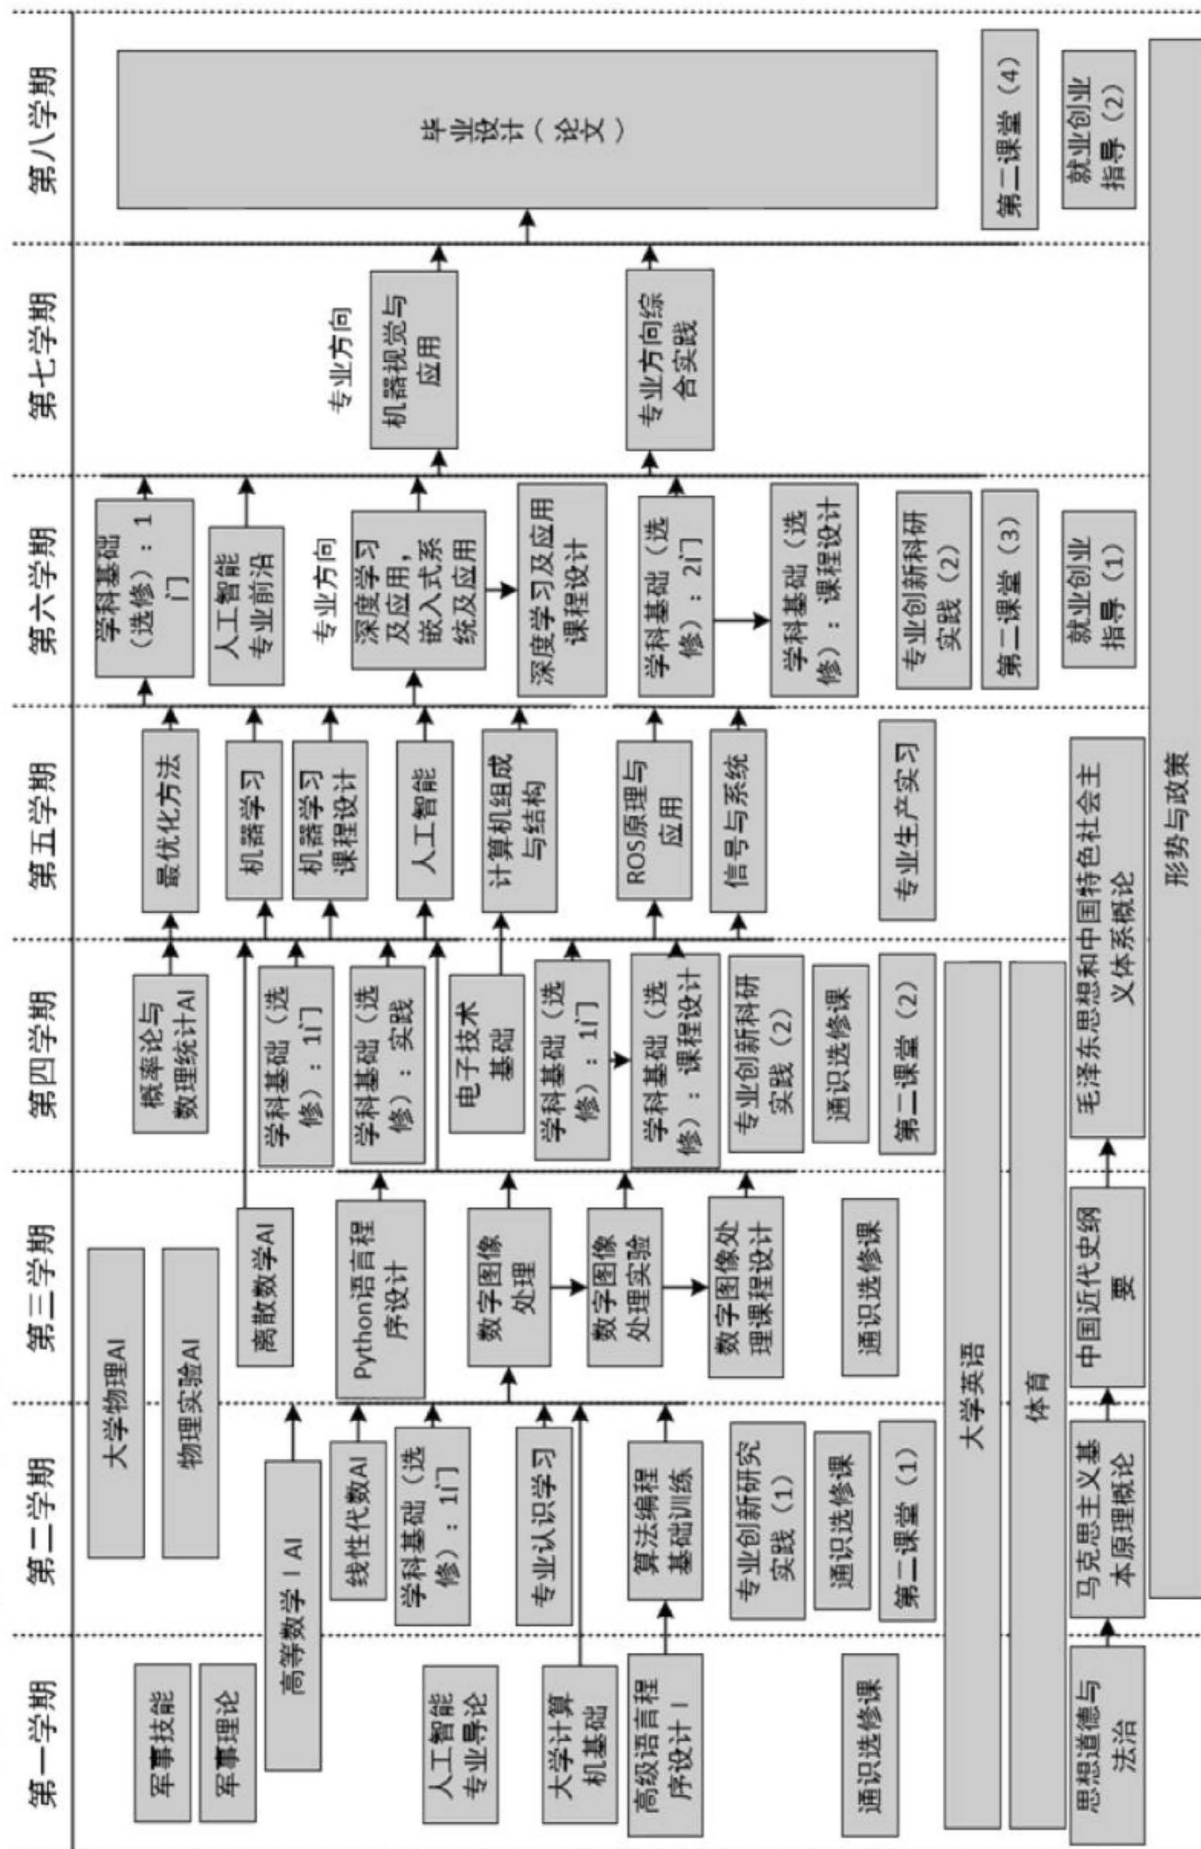 第一学期
第二学期
第三学期
第四学期
第五学期
第六学期
第七学期
第八学期
军事技能
军事理论
高等数学ⅠAI
人工智能
专业导论
大学计算
机基础
高级语言程
序设计Ⅰ
通识选修课
大学英语
体育
思想道德与
法治
大学物理AI
物理实验AI
线性代数AI
学科基础(选
修):1门
专业认识学习
算法编程
基础训练
专业创新研究
实践(1)
通识选修课
第二课堂(1)
马克思主义基
本原理概论
形势与政策
离散数学AI
Python语言程
序设计
数字图像
处理
数字图像
处理实验
数字图像处
理课程设计
通识选修课
中国近代史纲
要
概率论与
数理统计AI
学科基础(选
修):1门
学科基础(选
修):实践
电子技术
基础
学科基础(选
修):1门
学科基础(选
修):课程设计
专业创新科研
实践(2)
通识选修课
第二课堂(2)
毛泽东思想和中国特色社会主
义体系概论
最优化方法
机器学习
机器学习
课程设计
人工智能
计算机组成
与结构
ROS原理与
应用
信号与系统
专业生产实习
学科基础
(选修):1
门
人工智能
专业前沿
专业方向
深度学习
及应用,
嵌入式系
统及应用
深度学习及应用
课程设计
学科基础(选
修):2门
学科基础(选
修):课程设计
专业创新科研
实践(2)
第二课堂(3)
就业创业
指导(1)
专业方向
机器视觉与
应用
专业方向综
合实践
毕业设计(论文)
第二课堂(4)
就业创业
指导(2)